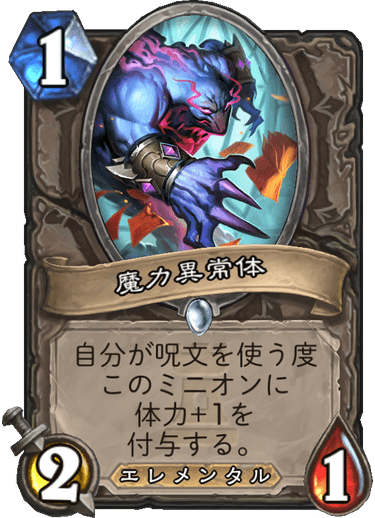 1
魔力異常体
自分が呪文を使う度
このミニオンに
体力+1を
付与する。
2
エレメンタル
1